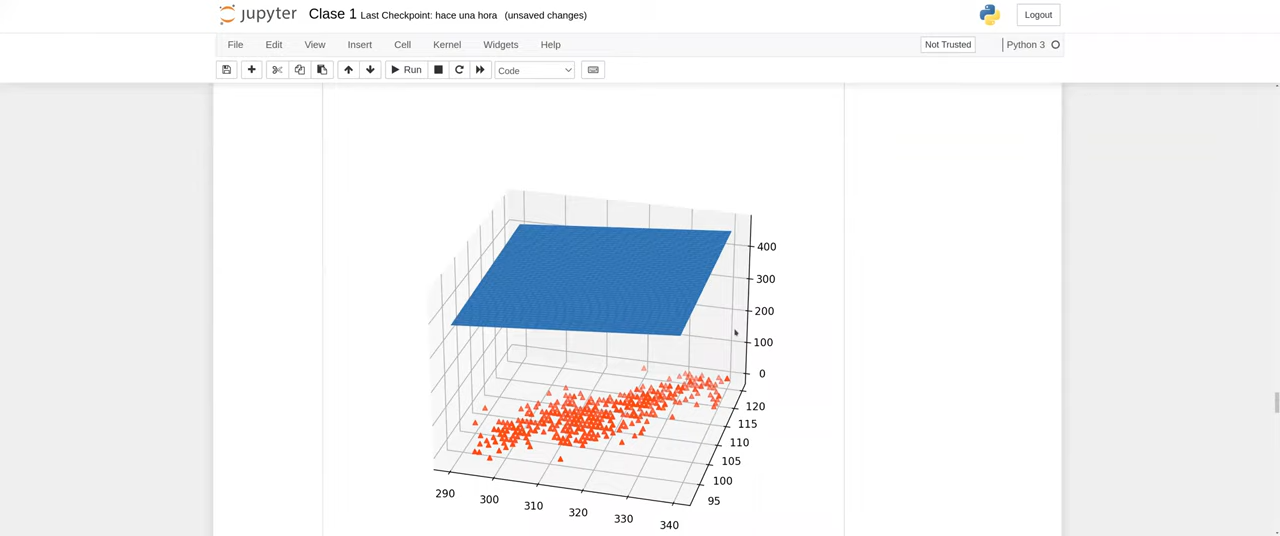 jupyter Clase 1 Last Checkpoint: hace una hora (unsaved changes) Logout
File Edit View Insert Cell Kernel Widgets Help Not Trusted Python 3
Run Code
400
300
200
100
0
120
115
110
105
100
95
290 300 310 320 330 340